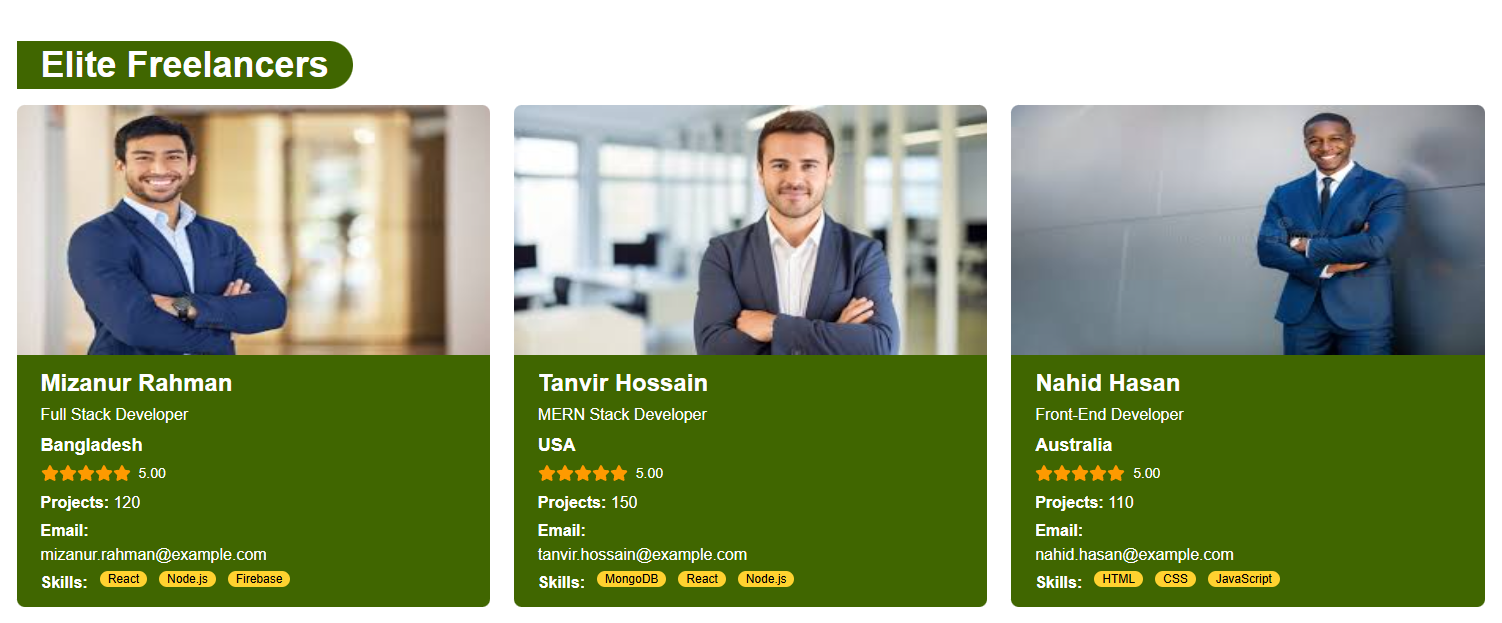 Elite Freelancers
Mizanur Rahman
Full Stack Developer
Bangladesh
5.00
Projects: 120
Email:
mizanur.rahman@example.com
Skills: React Node.js Firebase
Tanvir Hossain
MERN Stack Developer
USA
5.00
Projects: 150
Email:
tanvir.hossain@example.com
Skills: MongoDB React Node.js
Nahid Hasan
Front-End Developer
Australia
5.00
Projects: 110
Email:
nahid.hasan@example.com
Skills: HTML CSS JavaScript